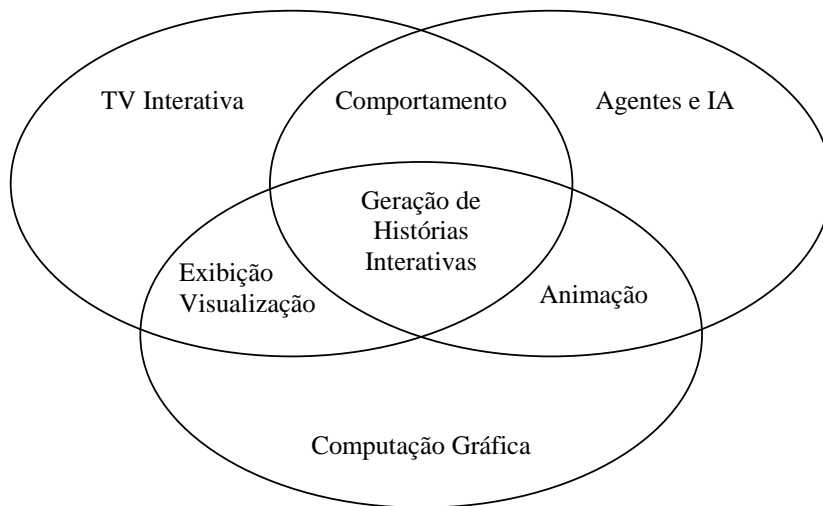 TV Interativa
Comportamento
Agentes e IA
Geração de
Histórias
Interativas
Exibição
Visualização
Animação
Computação Gráfica